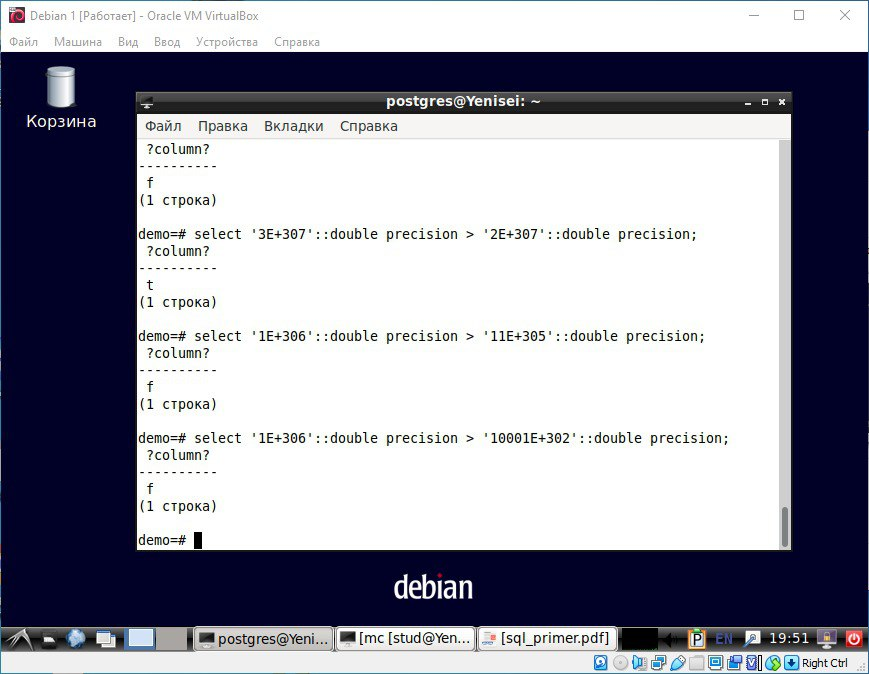 Debian 1 [Работает] - Oracle VM VirtualBox
Файл Машина Вид Ввод Устройства Справка
Корзина
postgres@Yenisei: ~
Файл Правка Вкладки Справка
?column?
----------
f
(1 строка)
demo=# select '3E+307'::double precision > '2E+307'::double precision;
?column?
----------
t
(1 строка)
demo=# select '1E+306'::double precision > '11E+305'::double precision;
?column?
----------
f
(1 строка)
demo=# select '1E+306'::double precision > '10001E+302'::double precision;
?column?
----------
f
(1 строка)
demo=#
debian
postgres@Yeni... [mc [stud@Yen... [sql_primer.pdf] P EN 19:51
Right Ctrl